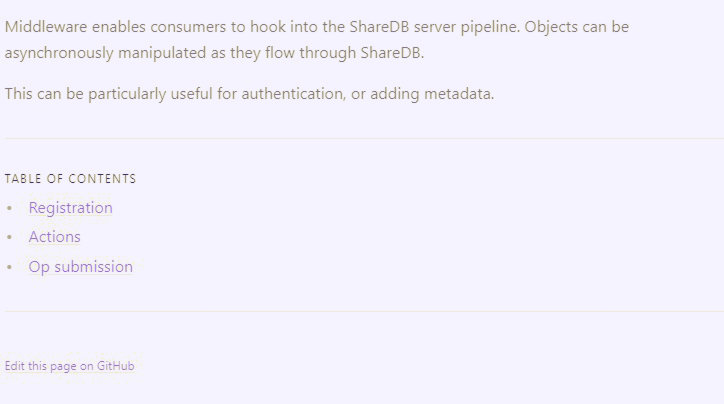 Middleware enables consumers to hook into the ShareDB server pipeline. Objects can be
asynchronously manipulated as they flow through ShareDB.
This can be particularly useful for authentication, or adding metadata.
TABLE OF CONTENTS
• Registration
• Actions
• Op submission
Edit this page on GitHub